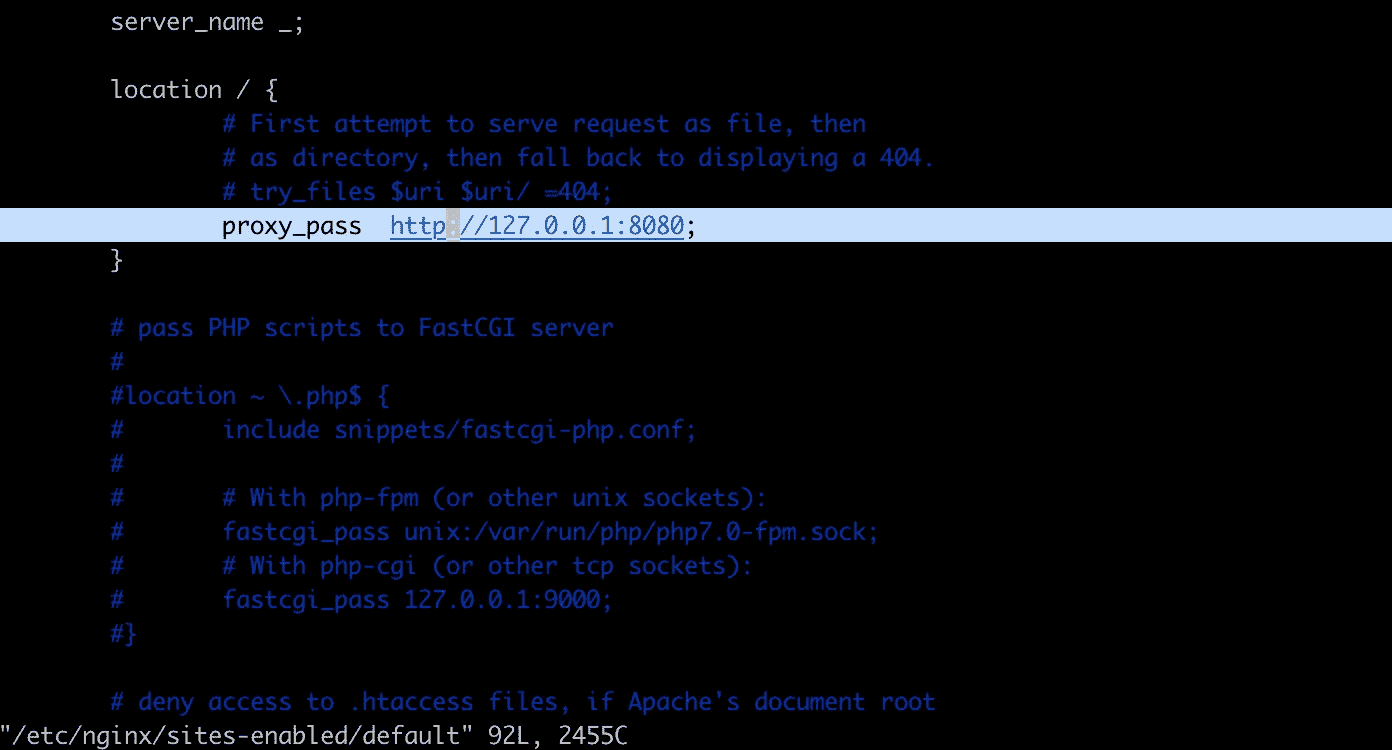 server_name _;
location / {
# First attempt to serve request as file, then
# as directory, then fall back to displaying a 404.
# try_files $uri $uri/ =404;
proxy_pass  http://127.0.0.1:8080;
}
# pass PHP scripts to FastCGI server
#
#location ~ \.php$ {
#       include snippets/fastcgi-php.conf;
#
#       # With php-fpm (or other unix sockets):
#       fastcgi_pass unix:/var/run/php/php7.0-fpm.sock;
#       # With php-cgi (or other tcp sockets):
#       fastcgi_pass 127.0.0.1:9000;
#}
# deny access to .htaccess files, if Apache's document root
"/etc/nginx/sites-enabled/default" 92L, 2455C